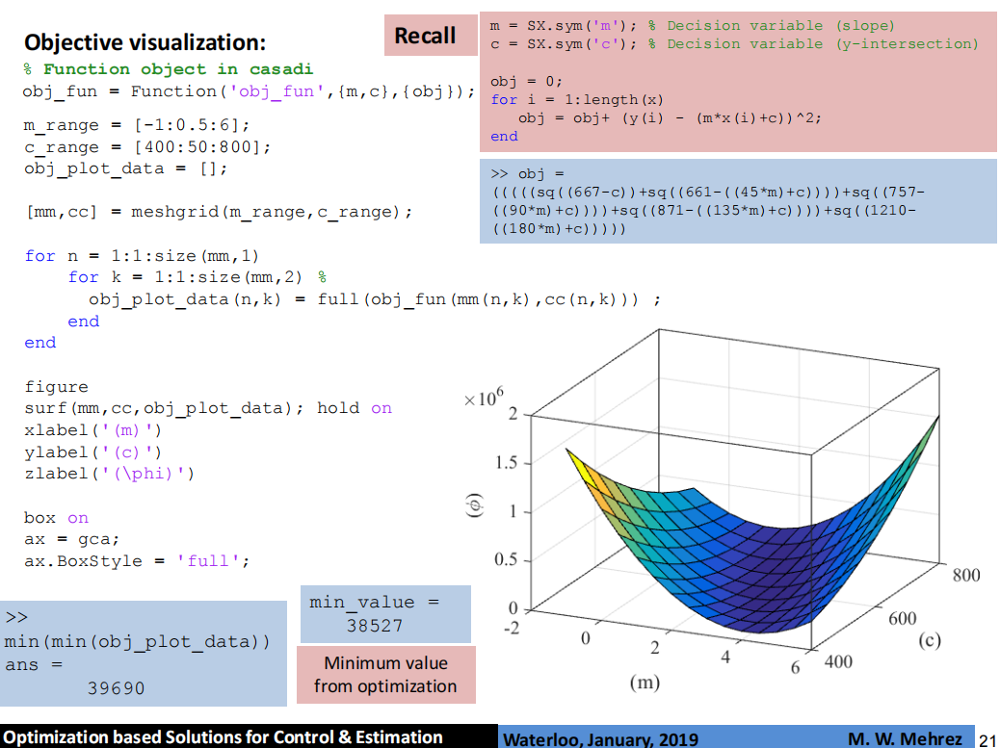 Objective visualization:
% Function object in casadi
obj_fun = Function('obj_fun',{m,c},{obj});
m_range = [-1:0.5:6];
c_range = [400:50:800];
obj_plot_data = [];
[mm,cc] = meshgrid(m_range,c_range);
for n = 1:1:size(mm,1)
for k = 1:1:size(mm,2) %
obj_plot_data(n,k) = full(obj_fun(mm(n,k),cc(n,k))) ;
end
end
figure
surf(mm,cc,obj_plot_data); hold on
xlabel('(m)')
ylabel('(c)')
zlabel('(\phi)')
box on
ax = gca;
ax.BoxStyle = 'full';
Recall
m = SX.sym('m'); % Decision variable (slope)
c = SX.sym('c'); % Decision variable (y-intersection)
obj = 0;
for i = 1:length(x)
obj = obj+ (y(i) - (m*x(i)+c))^2;
end
>> obj =
(((((sq((667-c))+sq((661-((45*m)+c))))+sq((757-
((90*m)+c))))+sq((871-((135*m)+c))))+sq((1210-
((180*m)+c)))))
×10^6
2
1.5
1
0.5
0
(ϕ)
-2
0
2
4
6
(m)
400
600
800
(c)
>>
min(min(obj_plot_data))
ans =
39690
min_value =
38527
Minimum value
from optimization
Optimization based Solutions for Control & Estimation
Waterloo, January, 2019
M. W. Mehrez
21